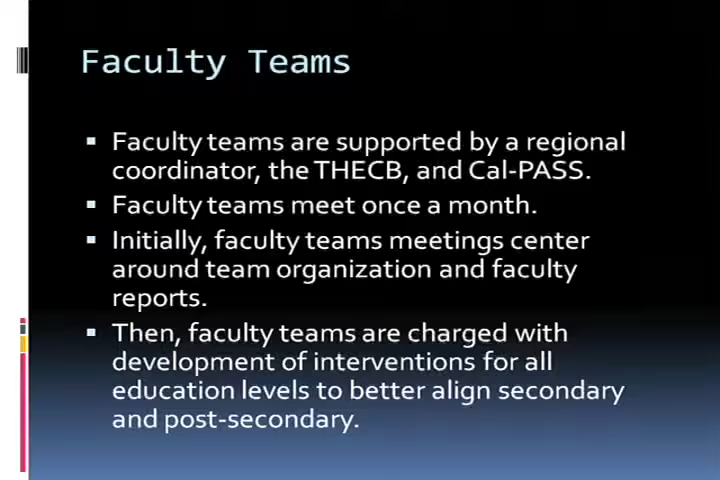 Faculty Teams
▪ Faculty teams are supported by a regional
coordinator, the THECB, and Cal-PASS.
▪ Faculty teams meet once a month.
▪ Initially, faculty teams meetings center
around team organization and faculty
reports.
▪ Then, faculty teams are charged with
development of interventions for all
education levels to better align secondary
and post-secondary.